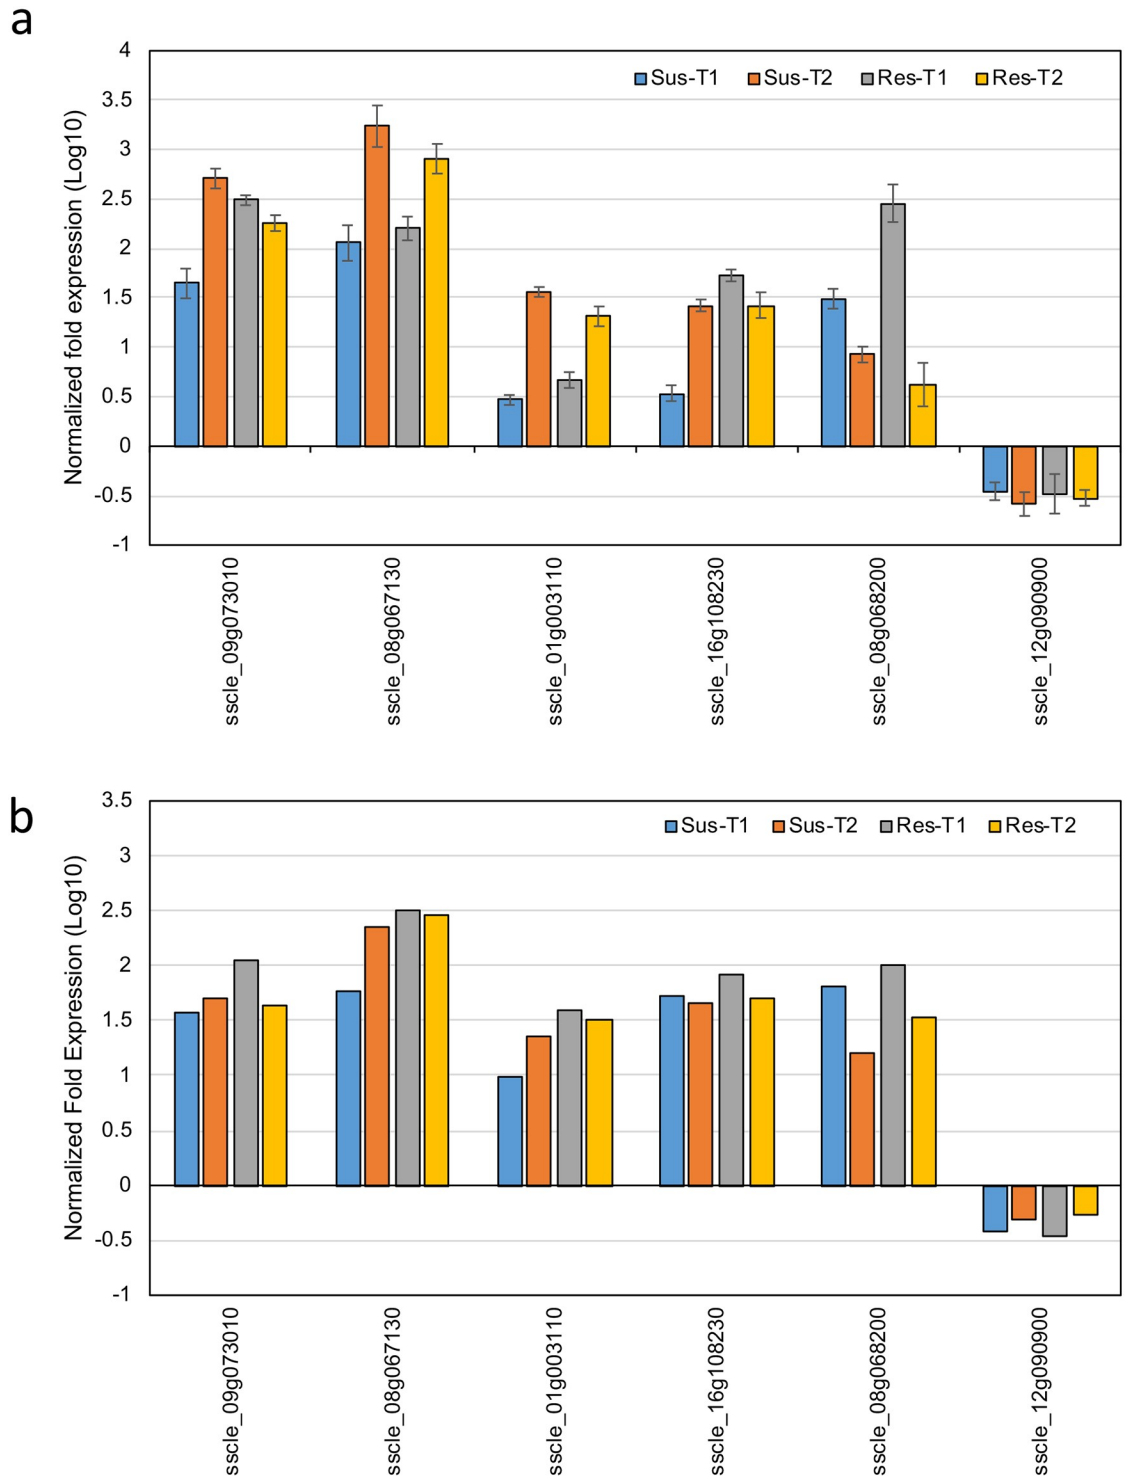 a
Normalized fold expression (Log10)
4
3.5
3
2.5
2
1.5
1
0.5
0
-0.5
-1
Sus-T1 Sus-T2 Res-T1 Res-T2
sscle_09g073010
sscle_08g067130
sscle_01g003110
sscle_16g108230
sscle_08g068200
sscle_12g090900
b
Normalized Fold Expression (Log10)
3.5
3
2.5
2
1.5
1
0.5
0
-0.5
-1
Sus-T1 Sus-T2 Res-T1 Res-T2
sscle_09g073010
sscle_08g067130
sscle_01g003110
sscle_16g108230
sscle_08g068200
sscle_12g090900